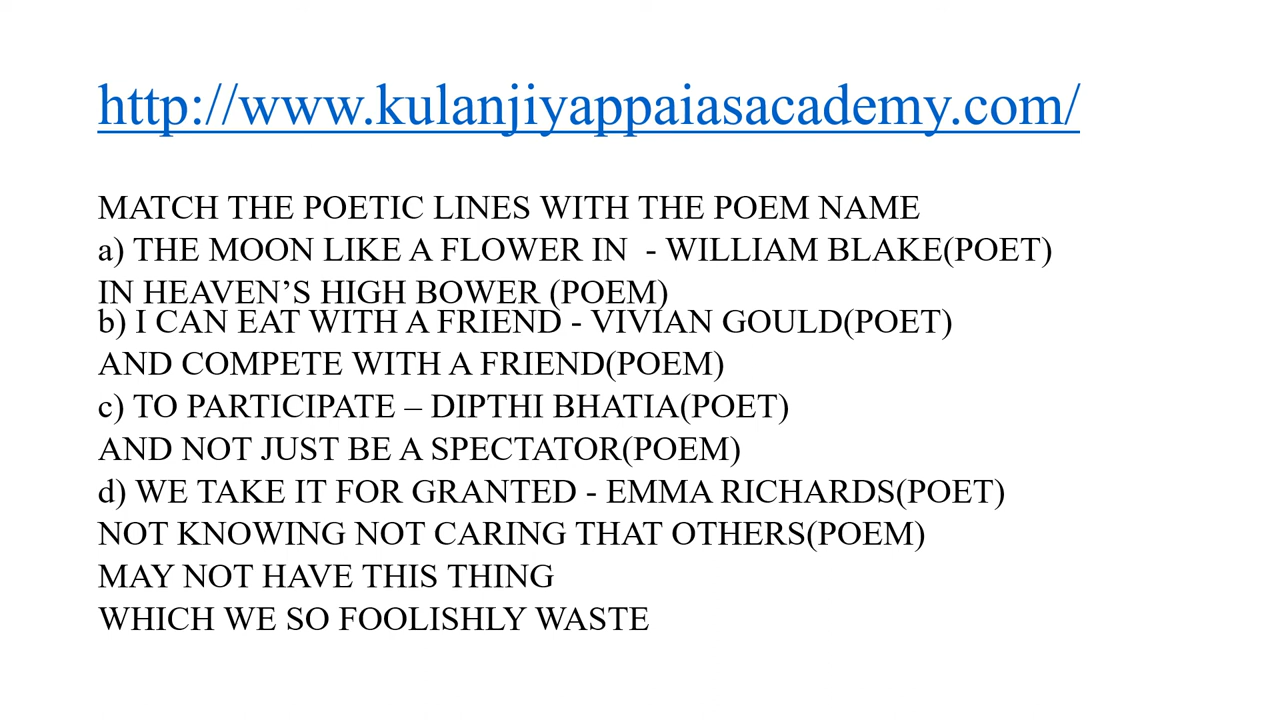 http://www.kulanjiyappaiasacademy.com/
MATCH THE POETIC LINES WITH THE POEM NAME
a) THE MOON LIKE A FLOWER IN - WILLIAM BLAKE(POET)
IN HEAVEN’S HIGH BOWER (POEM)
b) I CAN EAT WITH A FRIEND - VIVIAN GOULD(POET)
AND COMPETE WITH A FRIEND(POEM)
c) TO PARTICIPATE – DIPTHI BHATIA(POET)
AND NOT JUST BE A SPECTATOR(POEM)
d) WE TAKE IT FOR GRANTED - EMMA RICHARDS(POET)
NOT KNOWING NOT CARING THAT OTHERS(POEM)
MAY NOT HAVE THIS THING
WHICH WE SO FOOLISHLY WASTE